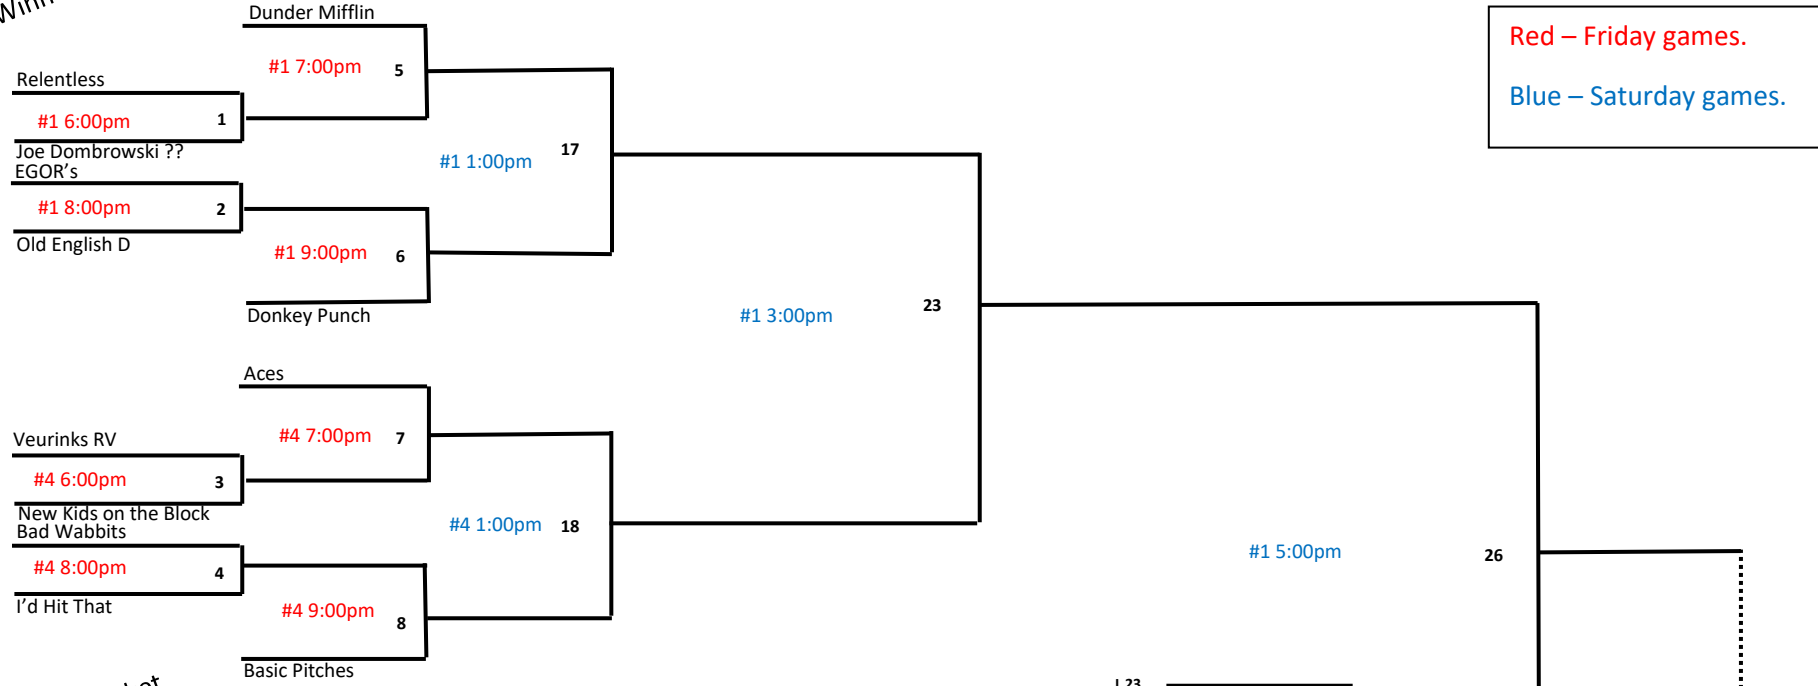 Dunder Mifflin
Red – Friday games.
#1 7:00pm 5
Relentless
Blue – Saturday games.
#1 6:00pm 1
Joe Dombrowski ??
#1 1:00pm 17
EGOR's
#1 8:00pm 2
Old English D
#1 9:00pm 6
Donkey Punch
#1 3:00pm 23
Aces
Veurinks RV
#4 7:00pm 7
#4 6:00pm 3
New Kids on the Block
Bad Wabbits
#4 1:00pm 18
#1 5:00pm 26
#4 8:00pm 4
I'd Hit That
#4 9:00pm 8
Basic Pitches
L23